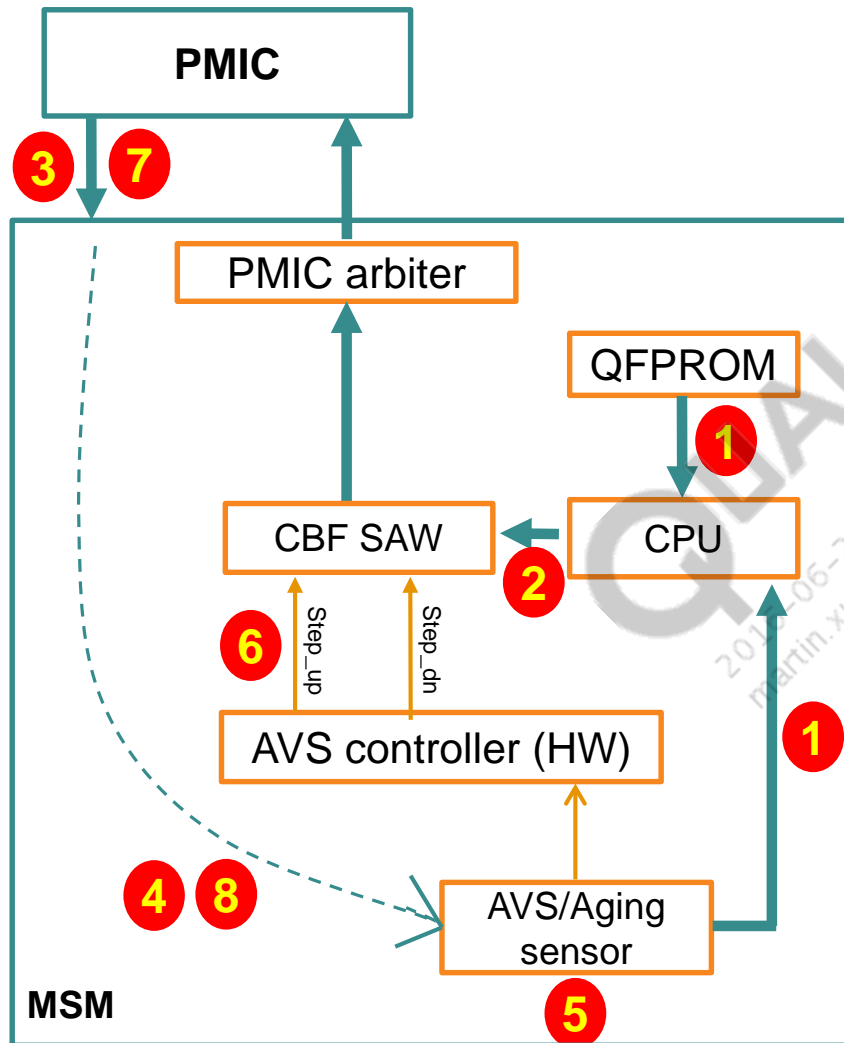 PMIC
3
7
PMIC arbiter
QFPROM
1
CBF SAW
CPU
2
6
Step_up
Step_dn
AVS controller (HW)
1
4
8
AVS/Aging
sensor
5
MSM